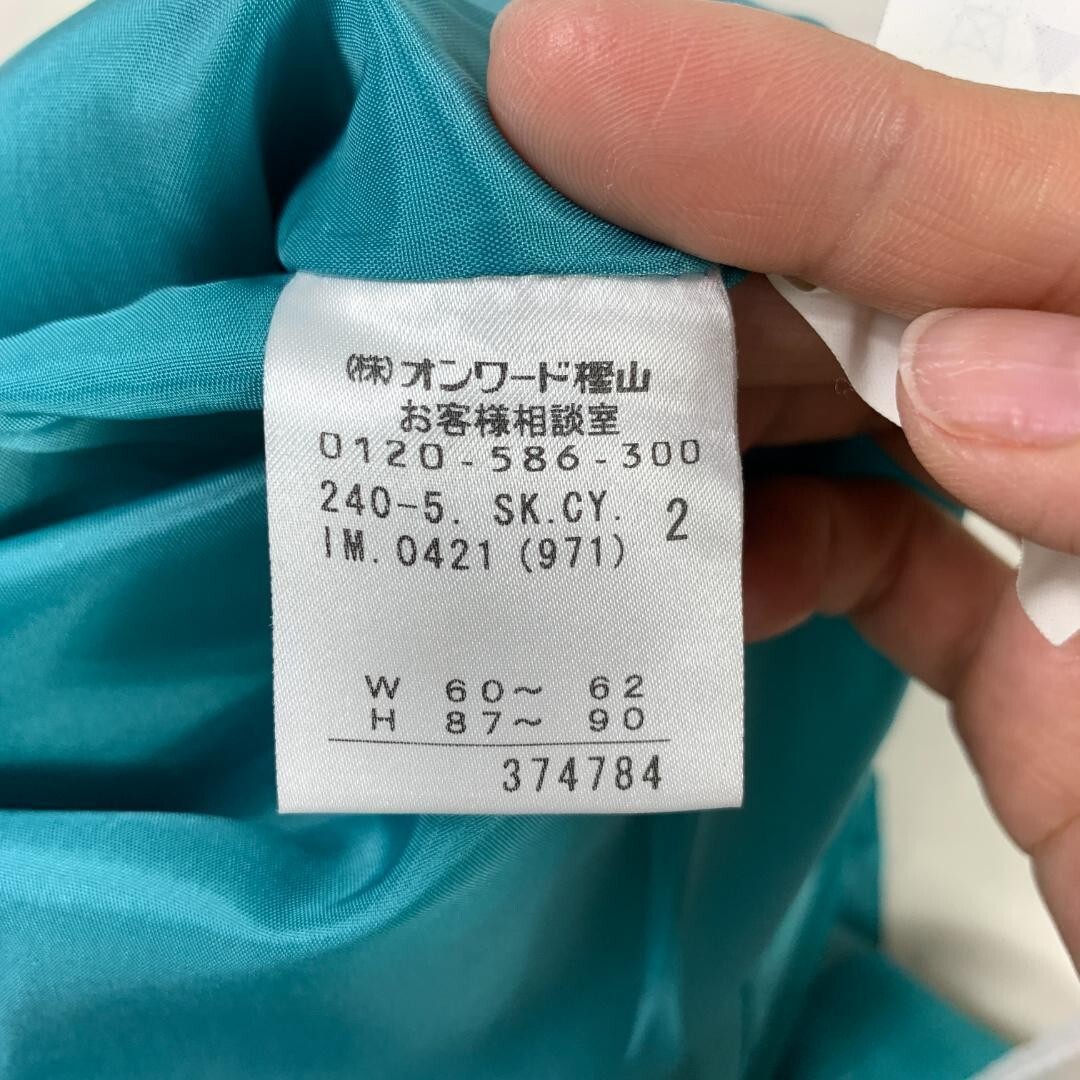 (株)オンワード樫山
お客様相談室
0120-586-300
240-5. SK.CY. 2
IM.0421 (971)
W 60〜 62
H 87〜 90
374784